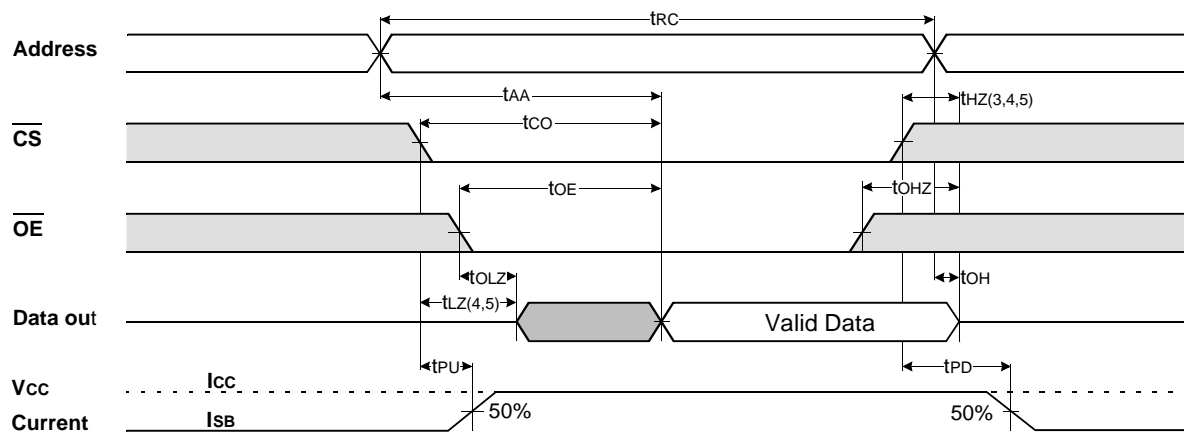 tRC
Address
tAA
tHZ(3,4,5)
tCO
CS
tOE
tOHZ
OE
tOLZ
tOH
tLZ(4,5)
Data out
Valid Data
tPU
tPD
VCC
ICC
50%
50%
Current
ISB